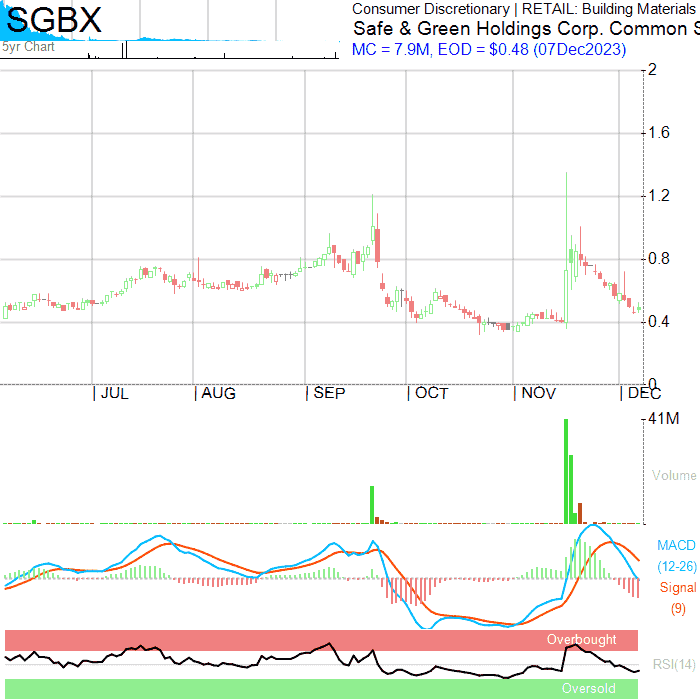 SGBX
5yr Chart
Consumer Discretionary | RETAIL: Building Materials
Safe & Green Holdings Corp. Common S
MC = 7.9M, EOD = $0.48 (07Dec2023)
2
1.6
1.2
0.8
0.4
0
JUL AUG SEP OCT NOV DEC
41M
Volume
MACD
(12-26)
Signal
(9)
Overbought
RSI(14)
Oversold